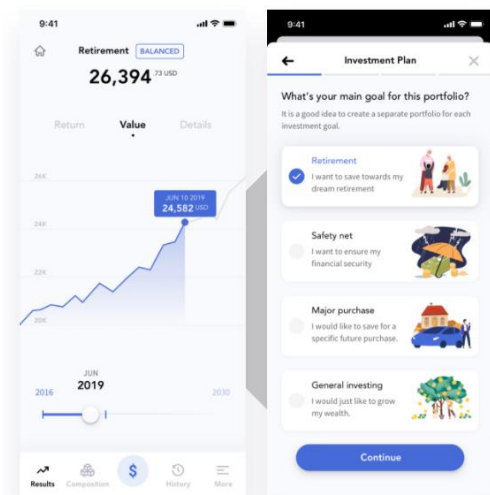 9:41
Retirement BALANCED
26,394 .73 USD
Return Value Details
26K
JUN 10 2019
24,582 USD
24K
22K
20K
JUN
2019
2016 2030
$
Results Composition History More
9:41
Investment Plan
What's your main goal for this portfolio?
It is a good idea to create a separate portfolio for each
investment goal.
Retirement
I want to save towards my
dream retirement
Safety net
I want to ensure my
financial security
Major purchase
I would like to save for a
specific future purchase.
General investing
I would just like to grow
my wealth.
Continue